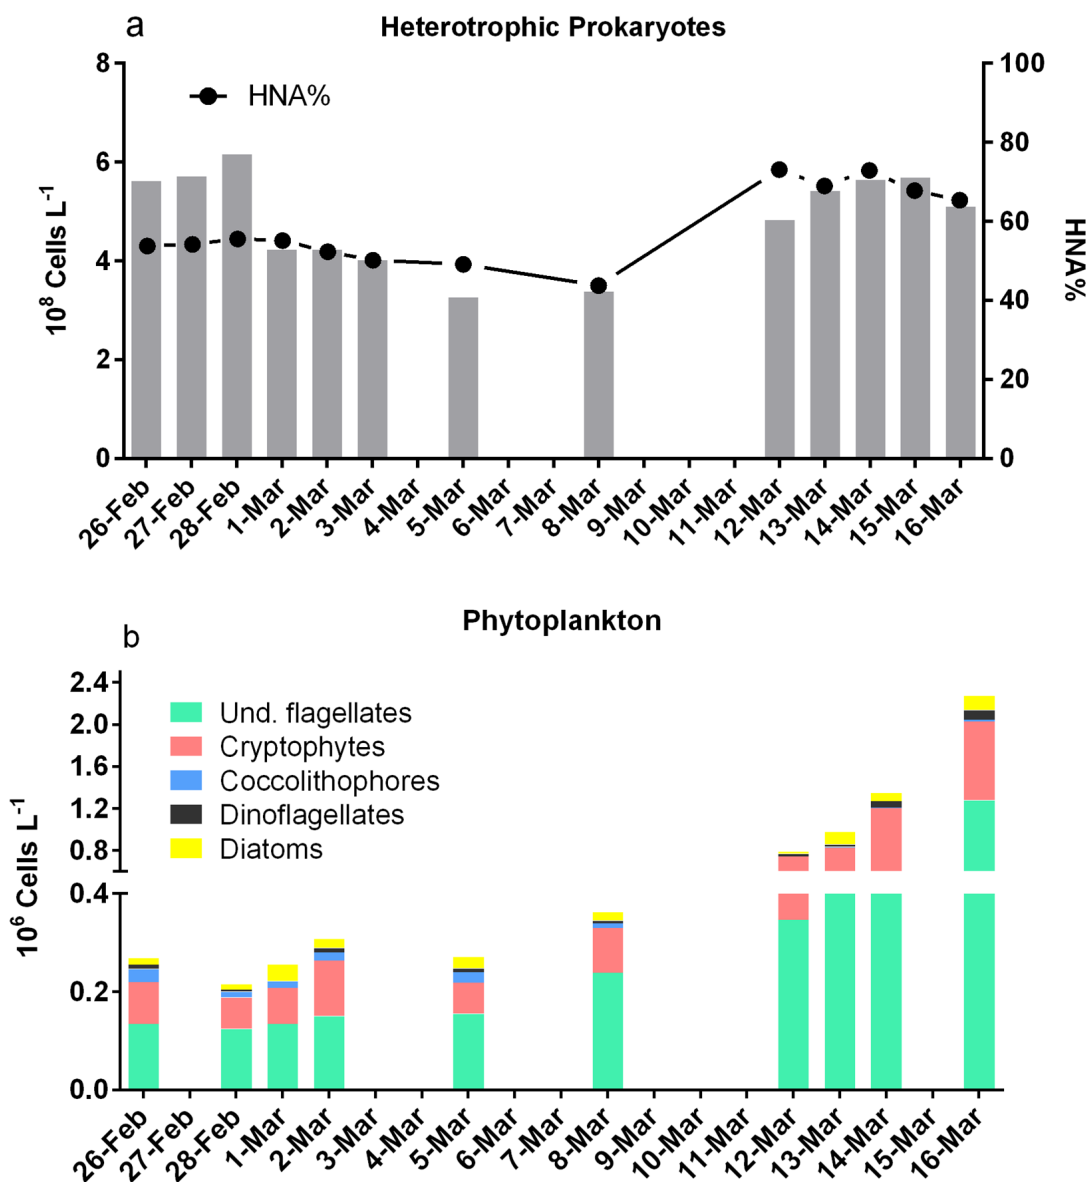 a
Heterotrophic Prokaryotes
HNA%
8
6
4
2
0
10⁸ Cells L⁻¹
100
80
60
40
20
0
HNA%
26-Feb
27-Feb
28-Feb
1-Mar
2-Mar
3-Mar
4-Mar
5-Mar
6-Mar
7-Mar
8-Mar
9-Mar
10-Mar
11-Mar
12-Mar
13-Mar
14-Mar
15-Mar
16-Mar
b
Phytoplankton
Und. flagellates
Cryptophytes
Coccolithophores
Dinoflagellates
Diatoms
2.4
2.0
1.6
1.2
0.8
0.4
0.2
0.0
10⁶ Cells L⁻¹
26-Feb
27-Feb
28-Feb
1-Mar
2-Mar
3-Mar
4-Mar
5-Mar
6-Mar
7-Mar
8-Mar
9-Mar
10-Mar
11-Mar
12-Mar
13-Mar
14-Mar
15-Mar
16-Mar